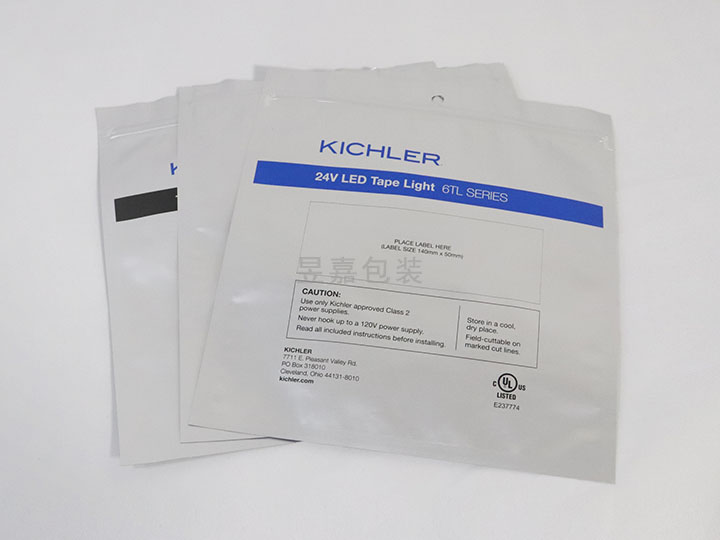 KICHLER
24V LED Tape Light 6TL SERIES
PLACE LABEL HERE
(LABEL SIZE 140mm x 50mm)
昱嘉包装
CAUTION:
Use only Kichler approved Class 2
power supplies.
Never hook up to a 120V power supply.
Read all included instructions before installing.
Store in a cool,
dry place.
Field-cuttable on
marked cut lines.
KICHLER
7711 E. Pleasant Valley Rd.
PO Box 318010
Cleveland, Ohio 44131-8010
kichler.com
C UL US
LISTED
E237774